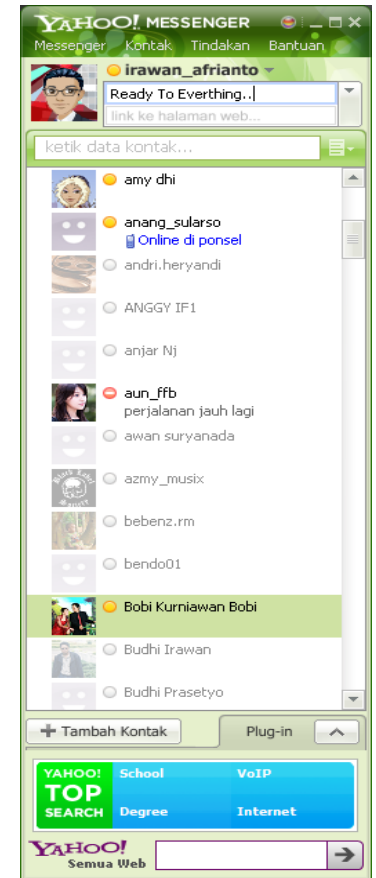 YAHOO! MESSENGER
Messenger Kontak Tindakan Bantuan
irawan_afrianto
Ready To Everthing..
link ke halaman web...
ketik data kontak...
amy dhi
anang_sularso
Online di ponsel
andri.heryandi
ANGGY IF1
anjar Nj
aun_ffb
perjalanan jauh lagi
awan suryanada
azmy_musix
bebenz.rm
bendo01
Bobi Kurniawan Bobi
Budhi Irawan
Budhi Prasetyo
Tambah Kontak Plug-in
YAHOO! School VoIP
TOP
SEARCH Degree Internet
YAHOO!
Semua Web